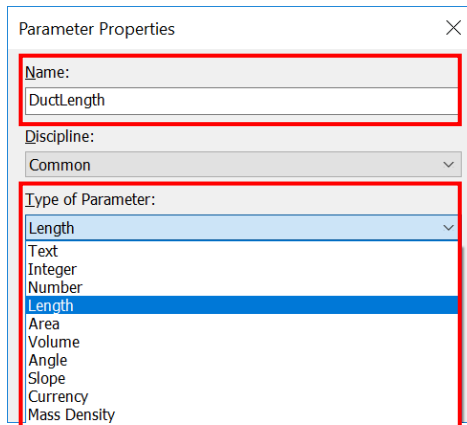 Parameter Properties
Name:
DuctLength
Discipline:
Common
Type of Parameter:
Length
Text
Integer
Number
Length
Area
Volume
Angle
Slope
Currency
Mass Density